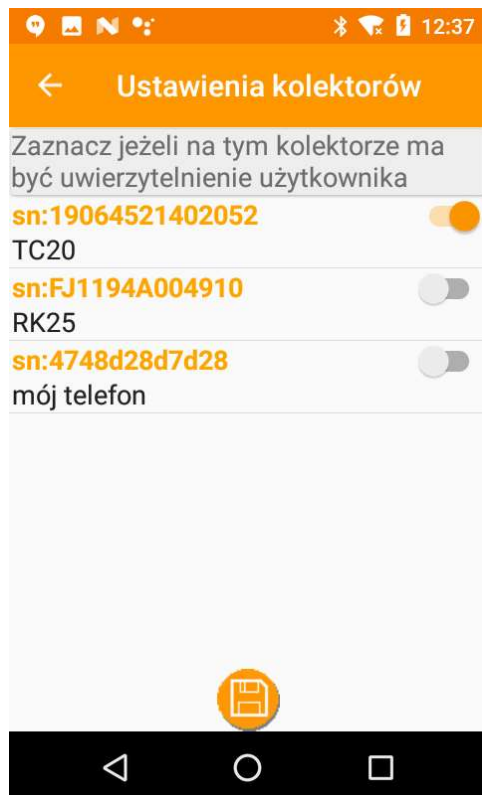 12:37
Ustawienia kolektorów
Zaznacz jeżeli na tym kolektorze ma
być uwierzytelnienie użytkownika
sn:19064521402052
TC20
sn:FJ1194A004910
RK25
sn:4748d28d7d28
mój telefon